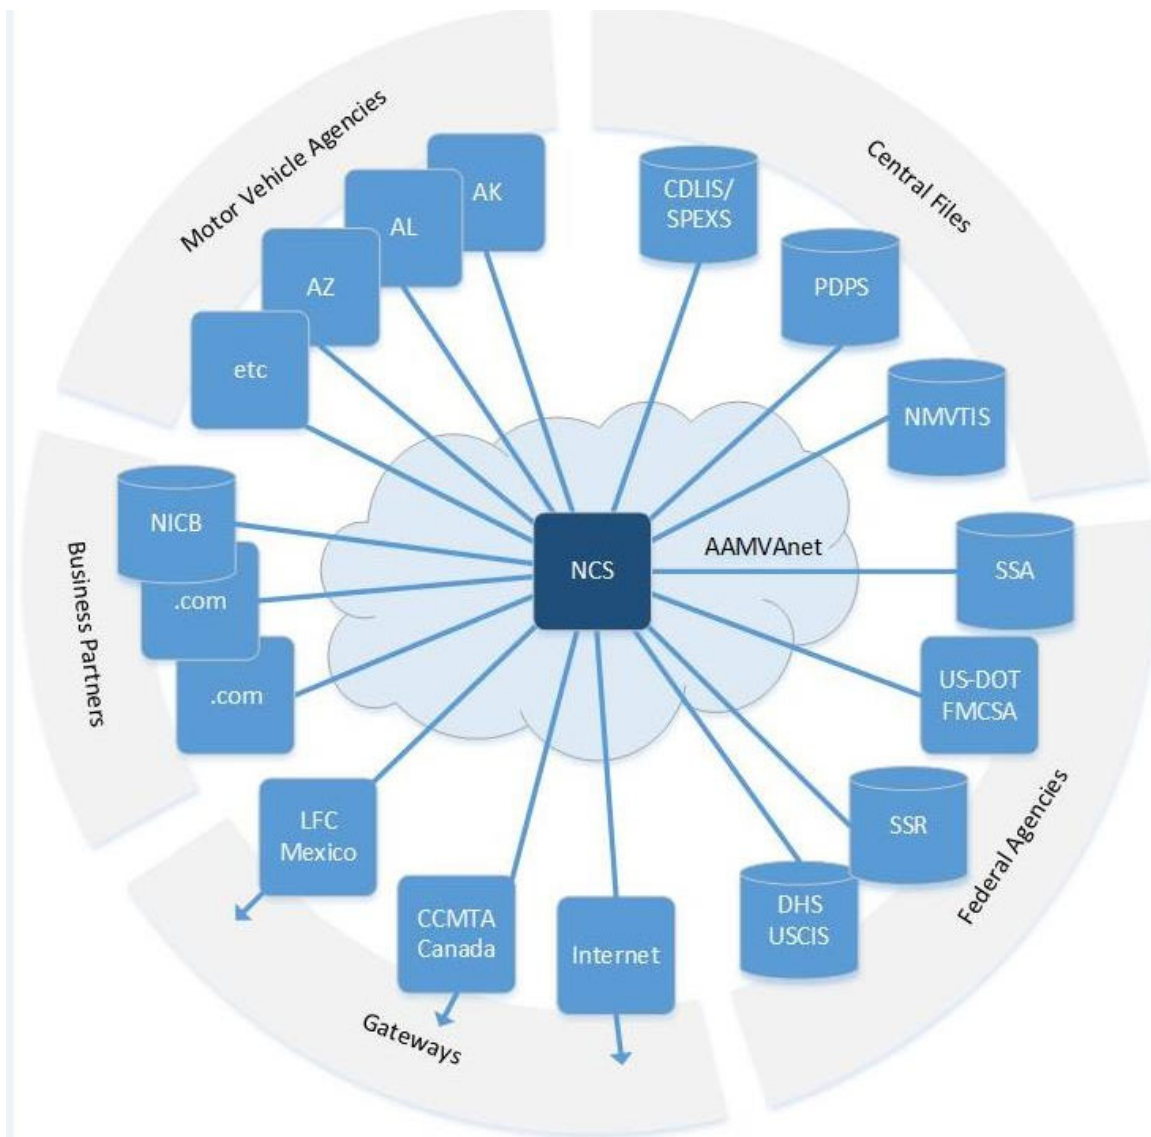 Motor Vehicle Agencies
AK
AL
AZ
etc
Central Files
CDLIS/
SPEXS
PDPS
NMVTIS
Business Partners
NICB
.com
.com
NCS
AAMVAnet
SSA
US-DOT
FMCSA
SSR
DHS
USCIS
Federal Agencies
LFC
Mexico
CCMTA
Canada
Internet
Gateways